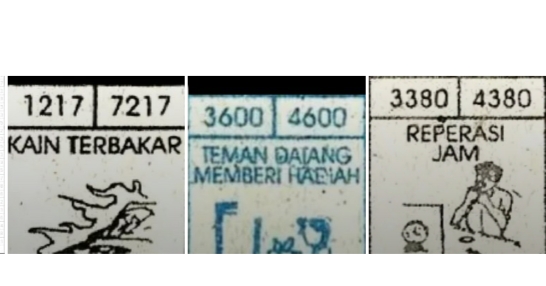 1217 7217
KAIN TERBAKAR
3600 4600
TEMAN DATANG
MEMBERI HADIAH
3380 4380
REPERASI
JAM